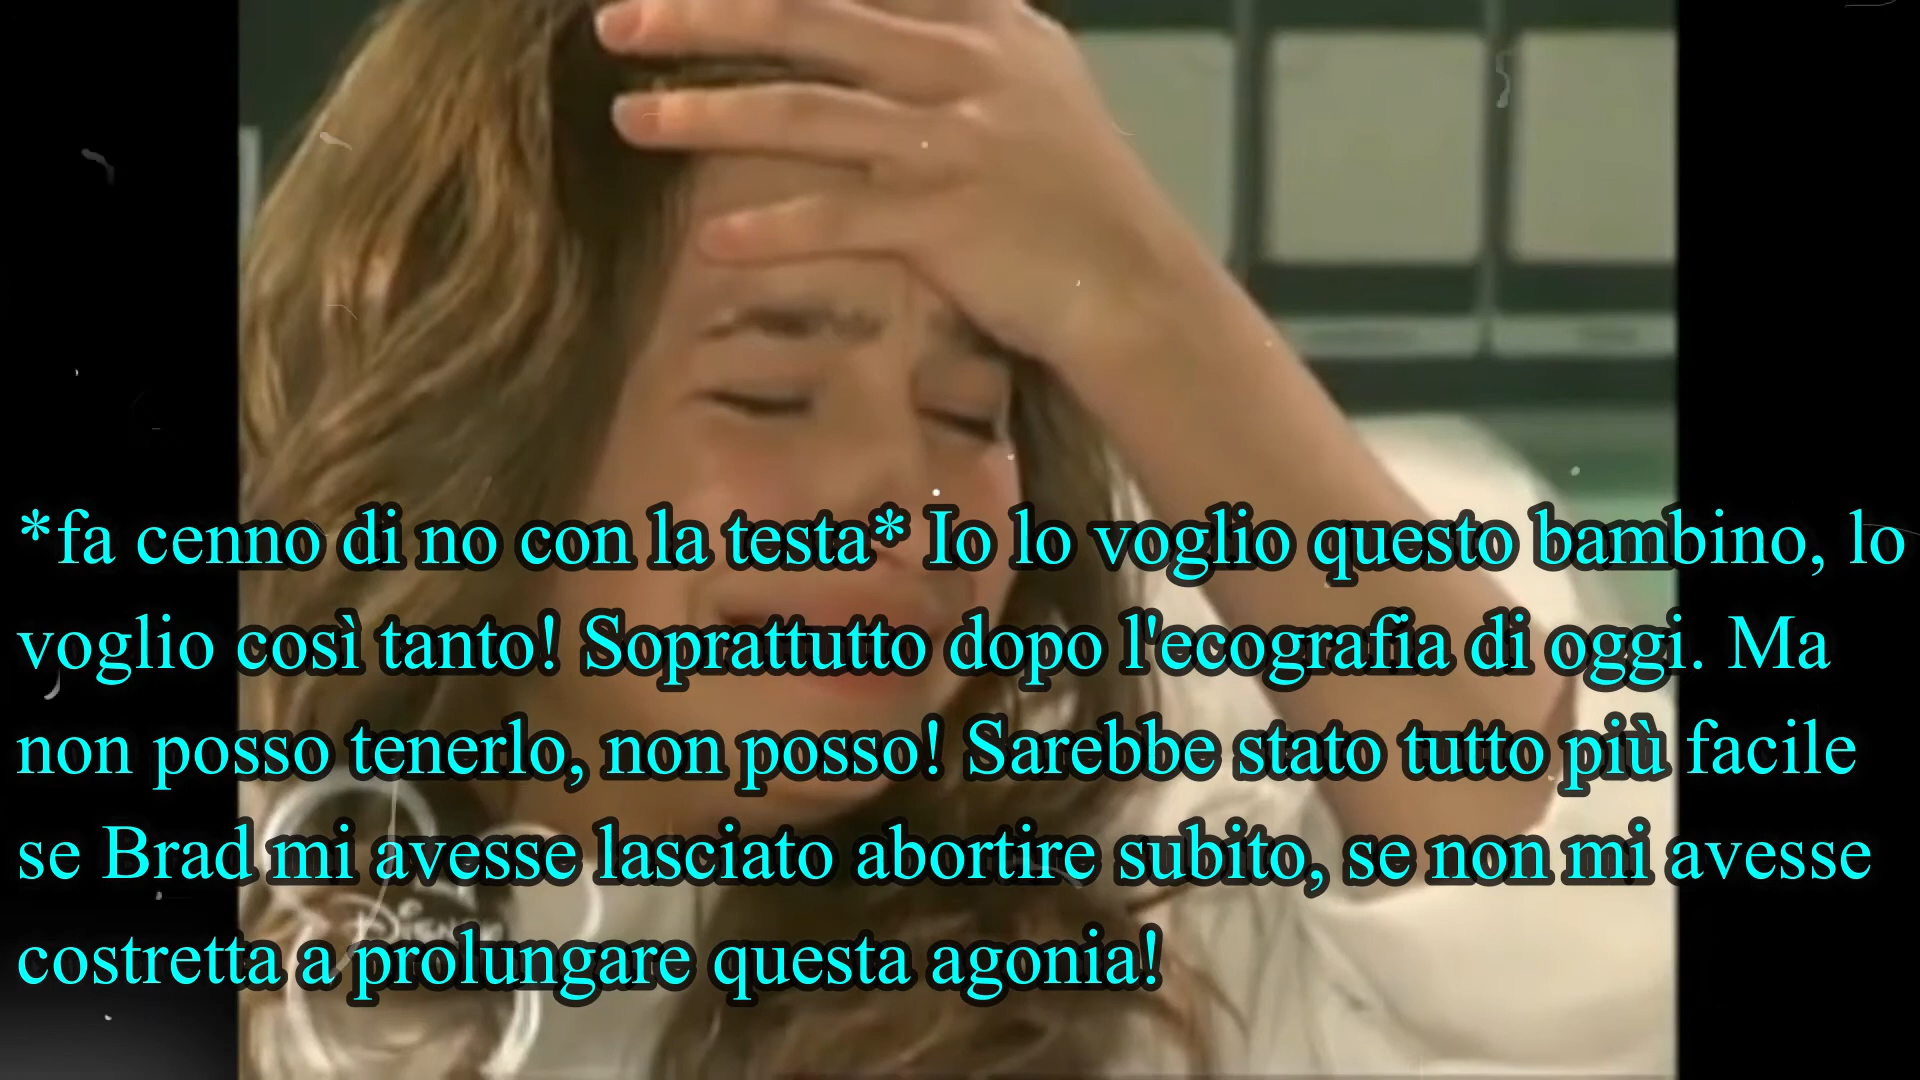 *fa cenno di no con la testa* Io lo voglio questo bambino, lo
voglio così tanto! Soprattutto dopo l'ecografia di oggi. Ma
non posso tenerlo, non posso! Sarebbe stato tutto più facile
se Brad mi avesse lasciato abortire subito, se non mi avesse
Disney
costretta a prolungare questa agonia!